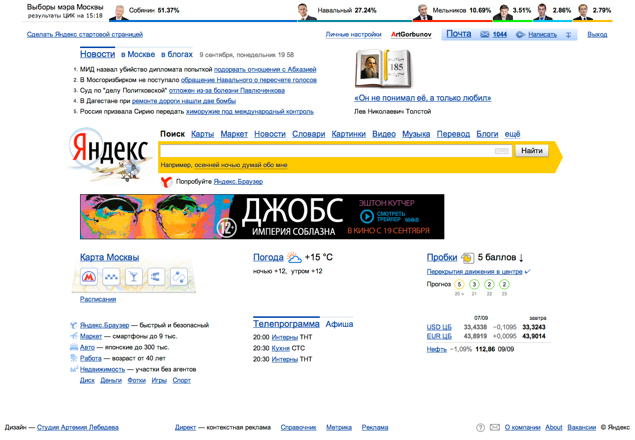 Выборы мэра Москвы
результаты ЦИК на 15:18
Собянин 51.37%
Навальный 27.24%
Мельников 10.69%
3.51%
2.86%
2.79%
Сделать Яндекс стартовой страницей
Личные настройки
ArtGorbunov
Почта
1044
Написать
Выход
Новости в Москве в блогах 9 сентября, понедельник 19 58
1. МИД назвал убийство дипломата попыткой подорвать отношения с Абхазией
2. В Мосгоризбирком не поступало обращение Навального о пересчете голосов
3. Суд по "делу Политковской" отложен из-за болезни Павлюченкова
4. В Дагестане при ремонте дороги нашли две бомбы
5. Россия призвала Сирию передать химоружие под международный контроль
185
«Он не понимал её, а только любил»
Лев Николаевич Толстой
Яндекс
Поиск Карты Маркет Новости Словари Картинки Видео Музыка Перевод Блоги ещё
Найти
Например, осенней ночью думай обо мне
Попробуйте Яндекс.Браузер
12+
ДЖОБС
ИМПЕРИЯ СОБЛАЗНА
ЭШТОН КУТЧЕР
СМОТРЕТЬ
ТРЕЙЛЕР
В КИНО С 19 СЕНТЯБРЯ
Карта Москвы
Расписания
Погода +15 °C
ночью +12, утром +12
Пробки 5 баллов ↓
Перекрытия движения в центре
Прогноз 5 3 2 2
20 ч 21 22 23
Яндекс.Браузер — быстрый и безопасный
Маркет — смартфоны до 9 тыс.
Авто — японские до 300 тыс.
Работа — возраст от 40 лет
Недвижимость — участки без агентов
Диск Деньги Фотки Игры Спорт
Телепрограмма Афиша
20:00 Интерны ТНТ
20:30 Кухня СТС
20:30 Интерны ТНТ
07/09 завтра
USD ЦБ 33,4338 −0,1095 33,3243
EUR ЦБ 43,8919 +0,0095 43,9014
Нефть −1,09% 112,86 09/09
Дизайн — Студия Артемия Лебедева
Директ — контекстная реклама
Справочник
Метрика
Реклама
?
О компании
About
Вакансии
© Яндекс